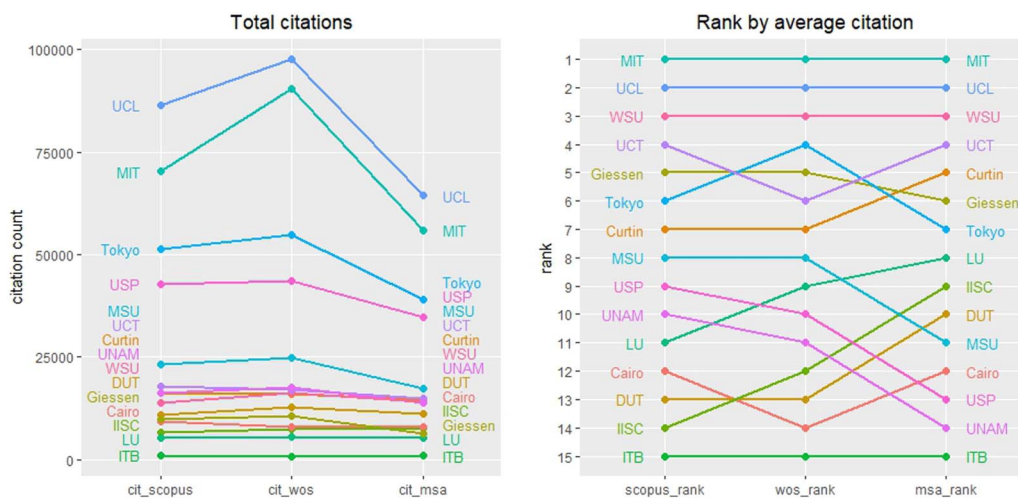 Total citations
citation count
100000
75000
50000
25000
0
UCL
MIT
Tokyo
USP
MSU
UCT
Curtin
UNAM
WSU
DUT
Giessen
Cairo
IISC
LU
ITB
UCL
MIT
Tokyo
USP
MSU
UCT
Curtin
WSU
UNAM
DUT
Cairo
IISC
Giessen
LU
ITB
cit_scopus cit_wos cit_msa
Rank by average citation
rank
1
2
3
4
5
6
7
8
9
10
11
12
13
14
15
MIT
UCL
WSU
UCT
Giessen
Tokyo
Curtin
MSU
USP
UNAM
LU
Cairo
DUT
IISC
ITB
MIT
UCL
WSU
UCT
Curtin
Giessen
Tokyo
LU
IISC
DUT
MSU
Cairo
USP
UNAM
ITB
scopus_rank wos_rank msa_rank